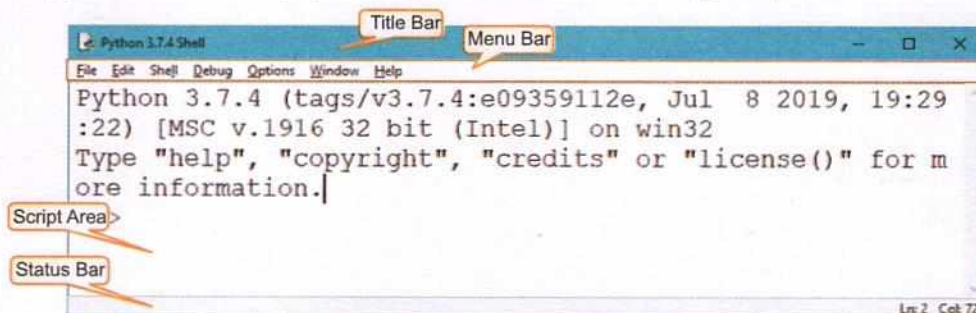 Title Bar
Python 3.7.4 Shell
Menu Bar
File Edit Shell Debug Options Window Help
Python 3.7.4 (tags/v3.7.4:e09359112e, Jul 8 2019, 19:29
:22) [MSC v.1916 32 bit (Intel)] on win32
Type "help", "copyright", "credits" or "license()" for m
ore information.
Script Area >
Status Bar
Ln: 2 Col: 72